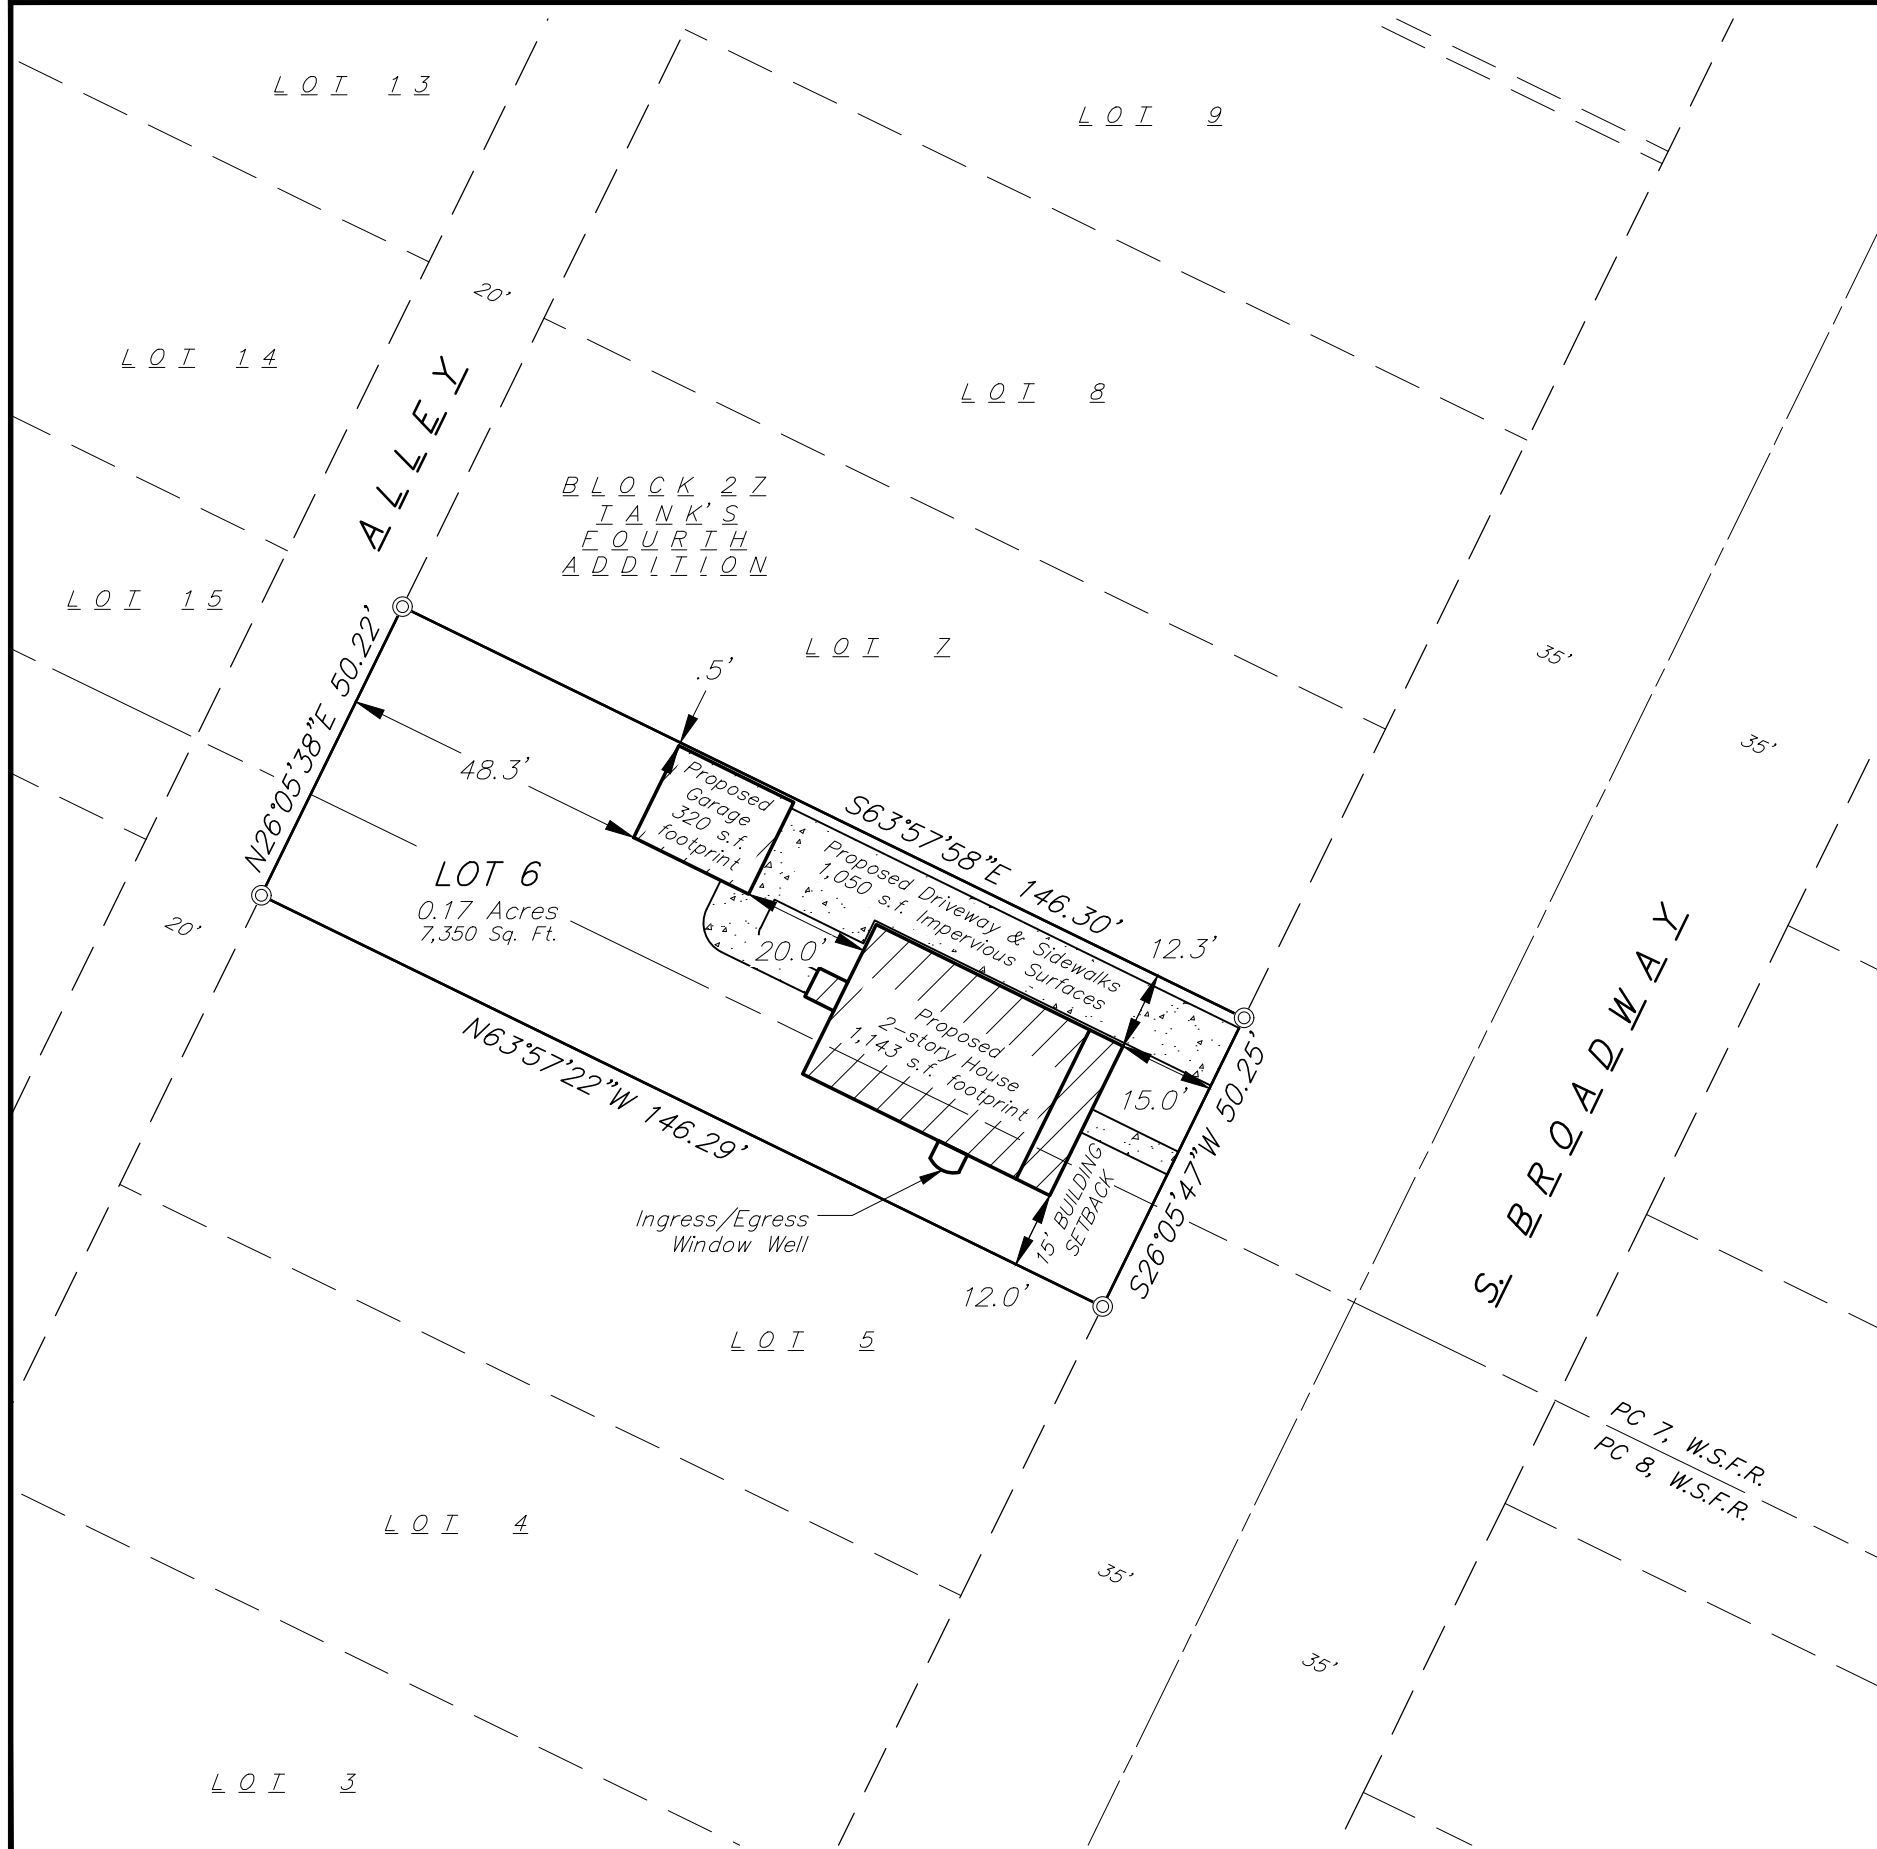 LOT 13
LOT 9
20'
LOT 14
LOT 8
ALLEY
BLOCK 27
TANK'S
FOURTH
ADDITION
LOT 15
LOT 7
35'
35'
.5'
N26°05'38"E 50.22'
48.3'
Proposed
Garage
320 s.f.
footprint
S63°57'58"E 146.30'
LOT 6
0.17 Acres
7,350 Sq. Ft.
20'
Proposed Driveway & Sidewalks
1,050 s.f. Impervious Surfaces
20.0'
12.3'
Proposed
2-story House
1,143 s.f. footprint
15.0'
S26°05'47"W 50.25'
N63°57'22"W 146.29'
15' BUILDING
SETBACK
Ingress/Egress
Window Well
12.0'
S. BROADWAY
LOT 5
PC 7, W.S.F.R.
PC 8, W.S.F.R.
LOT 4
35'
35'
LOT 3